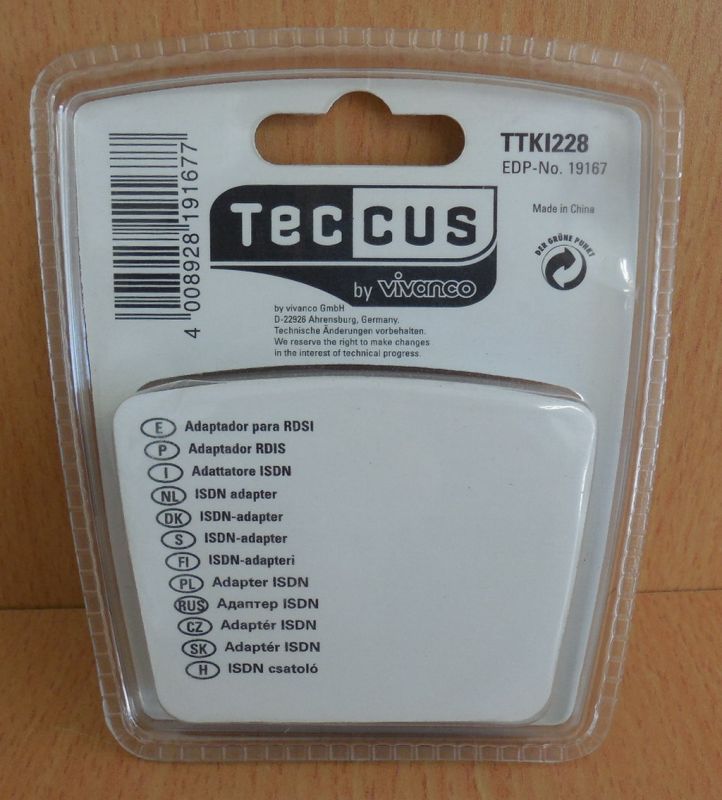 4 008928 191677
TTKI228
EDP-No. 19167
Made in China
DER GRÜNE PUNKT
TECCUS
by vivanco
by vivanco GmbH
D-22926 Ahrensburg, Germany.
Technische Änderungen vorbehalten.
We reserve the right to make changes
in the interest of technical progress.
E Adaptador para RDSI
P Adaptador RDIS
I Adattatore ISDN
NL ISDN adapter
DK ISDN-adapter
S ISDN-adapter
FI ISDN-adapteri
PL Adapter ISDN
RUS Адаптер ISDN
CZ Adaptér ISDN
SK Adaptér ISDN
H ISDN csatoló